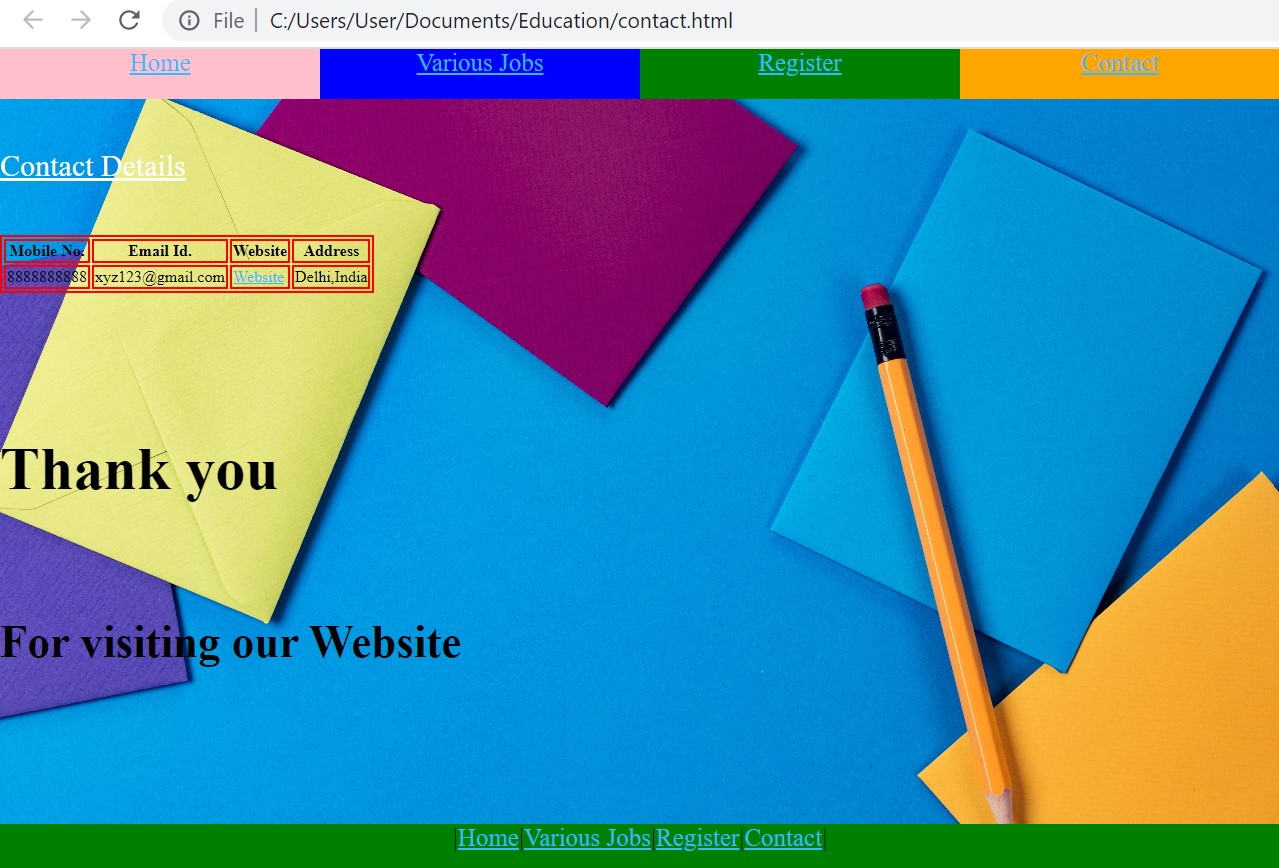 File | C:/Users/User/Documents/Education/contact.html
Home Various Jobs Register Contact
Contact Details
Mobile No. Email Id. Website Address
8888888888 xyz123@gmail.com Website Delhi,India
Thank you
For visiting our Website
|Home|Various Jobs|Register|Contact|